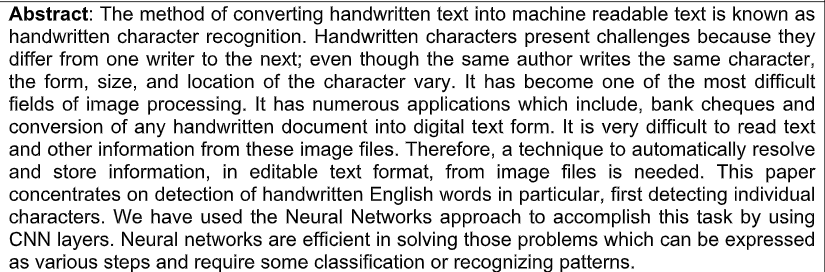 Abstract: The method of converting handwritten text into machine readable text is known as
handwritten character recognition. Handwritten characters present challenges because they
differ from one writer to the next; even though the same author writes the same character,
the form, size, and location of the character vary. It has become one of the most difficult
fields of image processing. It has numerous applications which include, bank cheques and
conversion of any handwritten document into digital text form. It is very difficult to read text
and other information from these image files. Therefore, a technique to automatically resolve
and store information, in editable text format, from image files is needed. This paper
concentrates on detection of handwritten English words in particular, first detecting individual
characters. We have used the Neural Networks approach to accomplish this task by using
CNN layers. Neural networks are efficient in solving those problems which can be expressed
as various steps and require some classification or recognizing patterns.